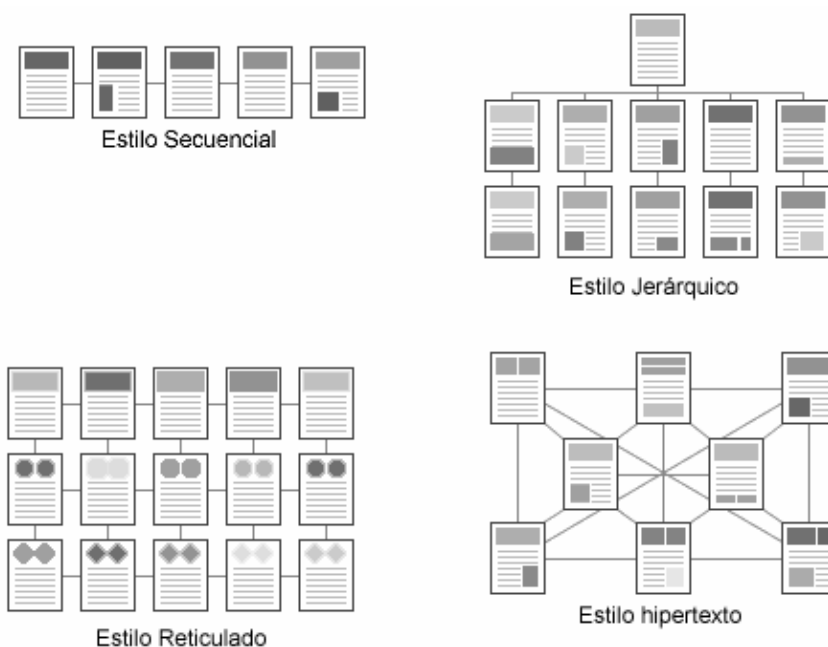 Estilo Secuencial
Estilo Jerárquico
Estilo Reticulado
Estilo hipertexto